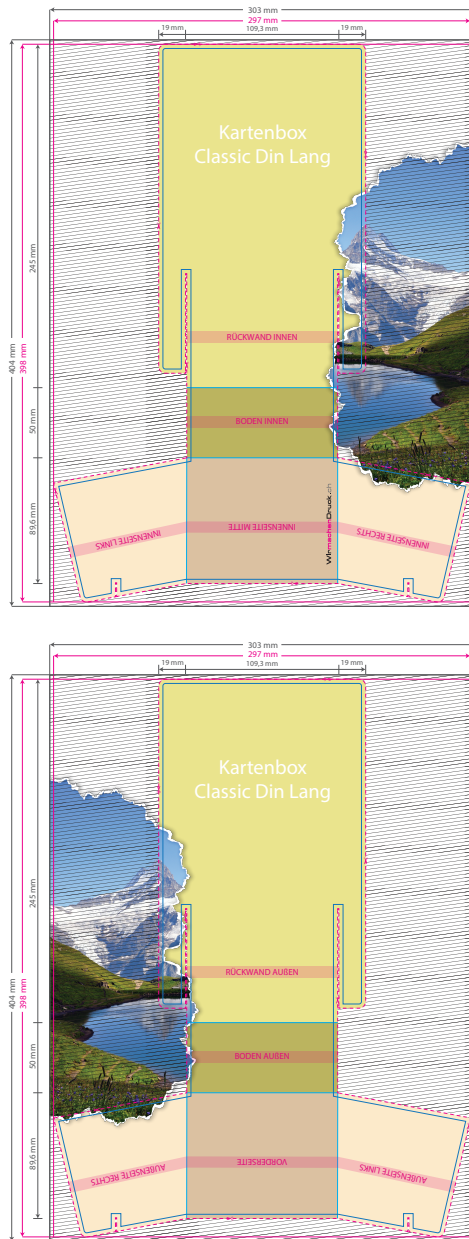 303 mm
297 mm
19 mm
109,3 mm
19 mm
Kartenbox
Classic Din Lang
245 mm
404 mm
398 mm
RÜCKWAND INNEN
50 mm
BODEN INNEN
89,6 mm
INNENSEITE LINKS
INNENSEITE MITTE
INNENSEITE RECHTS
WirmachenDruck.ch
303 mm
297 mm
19 mm
109,3 mm
19 mm
Kartenbox
Classic Din Lang
245 mm
404 mm
398 mm
RÜCKWAND AUßEN
50 mm
BODEN AUßEN
89,6 mm
AUßENSEITE RECHTS
VORDERSEITE
AUßENSEITE LINKS